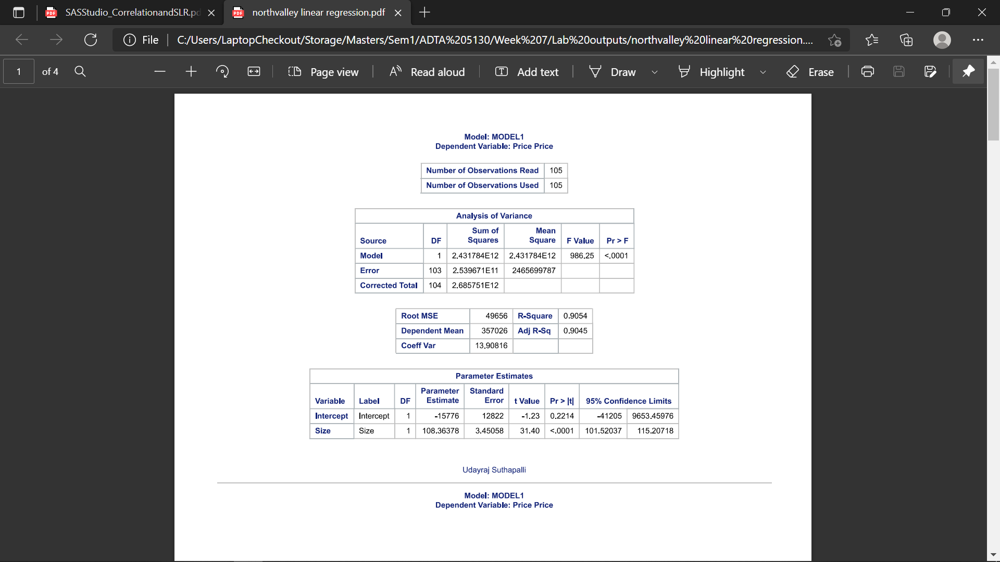 SASStudio_CorrelationandSLR.pd
northvalley linear regression.pdf
File
C:/Users/LaptopCheckout/Storage/Masters/Sem1/ADTA%205130/Week%207/Lab%20outputs/northvalley%20linear%20regression....
1 of 4
Page view
Read aloud
Add text
Draw
Highlight
Erase
Model: MODEL1
Dependent Variable: Price Price
Number of Observations Read 105
Number of Observations Used 105
Analysis of Variance
Source DF Sum of Squares Mean Square F Value Pr > F
Model 1 2.431784E12 2.431784E12 986.25 <.0001
Error 103 2.539671E11 2465699787
Corrected Total 104 2.685751E12
Root MSE 49656 R-Square 0.9054
Dependent Mean 357026 Adj R-Sq 0.9045
Coeff Var 13.90816
Parameter Estimates
Variable Label DF Parameter Estimate Standard Error t Value Pr > |t| 95% Confidence Limits
Intercept Intercept 1 -15776 12822 -1.23 0.2214 -41205 9653.45976
Size Size 1 108.36378 3.45058 31.40 <.0001 101.52037 115.20718
Udayraj Suthapalli
Model: MODEL1
Dependent Variable: Price Price